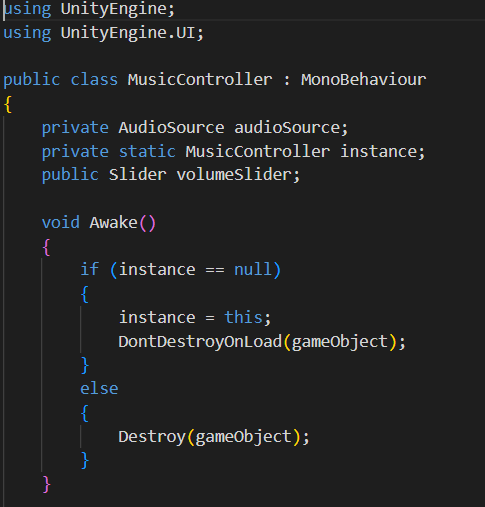 using UnityEngine;
using UnityEngine.UI;
public class MusicController : MonoBehaviour
{
    private AudioSource audioSource;
    private static MusicController instance;
    public Slider volumeSlider;
    void Awake()
    {
        if (instance == null)
        {
            instance = this;
            DontDestroyOnLoad(gameObject);
        }
        else
        {
            Destroy(gameObject);
        }
    }